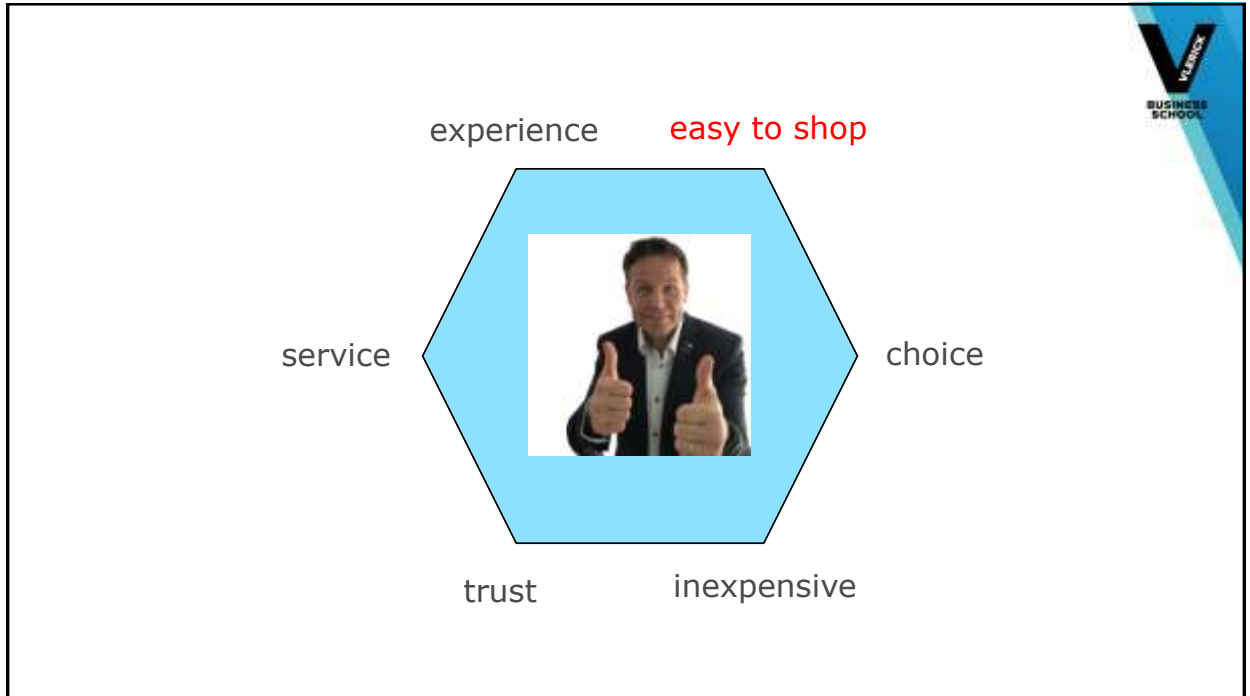 VLERICK
BUSINESS
SCHOOL
experience
easy to shop
service
choice
trust
inexpensive